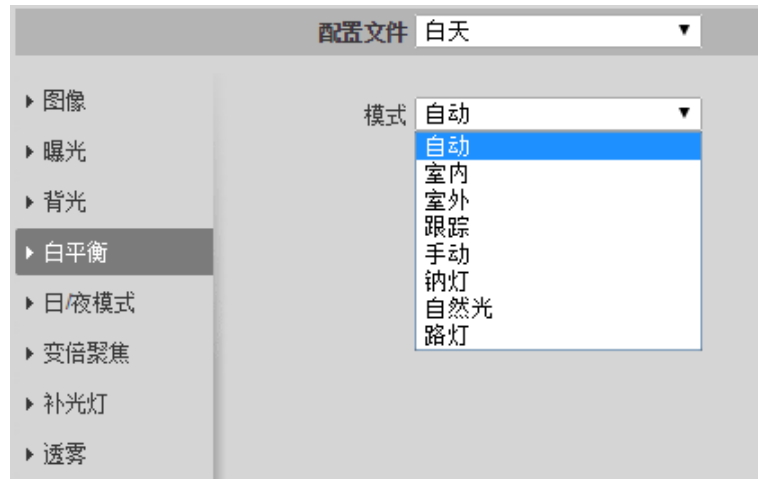 配置文件 白天
图像
模式 自动
自动
曝光
室内
背光
室外
跟踪
白平衡
手动
钠灯
日/夜模式
自然光
路灯
变倍聚焦
补光灯
透雾